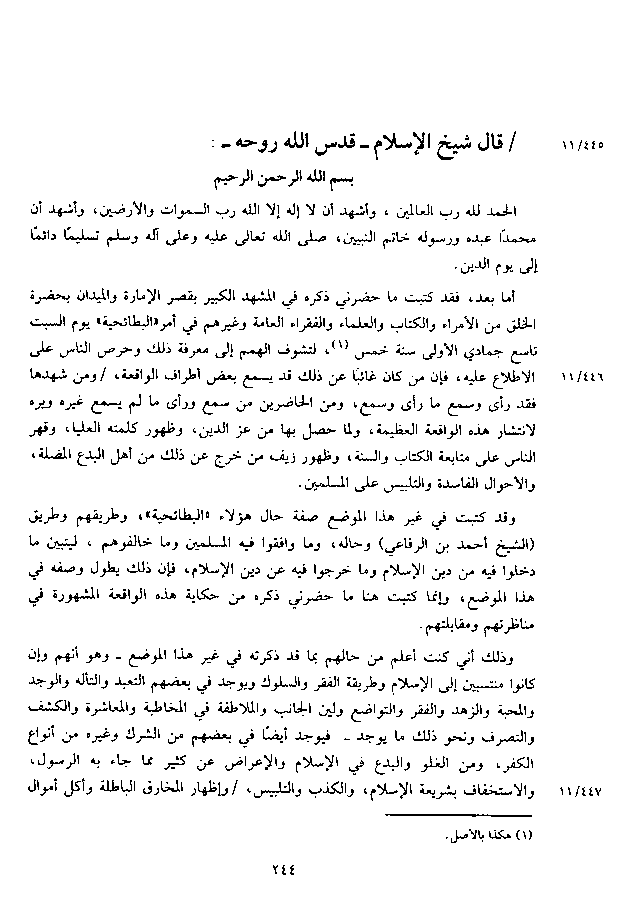 ١١/٤٤٥ / قال شيخ الإسلام ـ قدس الله روحه ـ :
بسم الله الرحمن الرحيم
الحمد لله رب العالمين ، وأشهد أن لا إله إلا الله رب السموات والأرضين، وأشهد أن
محمدًا عبده ورسوله خاتم النبيين، صلى الله تعالى عليه وعلى آله وسلم تسليمًا دائمًا
إلى يوم الدين.
أما بعد، فقد كتبت ما حضرني ذكره في المشهد الكبير بقصر الإمارة والميدان بحضرة
الخلق من الأمراء والكتاب والعلماء والفقراء العامة وغيرهم في أمر «البطائحية» يوم السبت
تاسع جمادي الأولى سنة خمس (١)، لتشوف الهمم إلى معرفة ذلك وحرص الناس على
١١/٤٤٦ الاطلاع عليه، فإن من كان غائبًا عن ذلك قد يسمع بعض أطراف الواقعة، / ومن شهدها
فقد رأى وسمع ما رأى وسمع، ومن الحاضرين من سمع ورأى ما لم يسمع غيره ويره
لانتشار هذه الواقعة العظيمة، ولما حصل بها من عز الدين، وظهور كلمته العليا، وقهر
الناس على متابعة الكتاب والسنة، وظهور زيف من خرج عن ذلك من أهل البدع المضلة،
والأحوال الفاسدة والتلبيس على المسلمين.
وقد كتبت في غير هذا الموضع صفة حال هؤلاء «البطائحية»، وطريقهم وطريق
(الشيخ أحمد بن الرفاعي) وحاله، وما وافقوا فيه المسلمين وما خالفوهم ، ليتبين ما
دخلوا فيه من دين الإسلام وما خرجوا فيه عن دين الإسلام، فإن ذلك يطول وصفه في
هذا الموضع، وإنما كتبت هنا ما حضرني ذكره من حكاية هذه الواقعة المشهورة في
مناظرتهم ومقابلتهم.
وذلك أني كنت أعلم من حالهم بما قد ذكرته في غير هذا الموضع ـ وهو أنهم وإن
كانوا منتسبين إلى الإسلام وطريقة الفقر والسلوك ويوجد في بعضهم التعبد والتأله والوجد
والمحبة والزهد والفقر والتواضع ولين الجانب والملاطفة في المخاطبة والمعاشرة والكشف
والتصرف ونحو ذلك ما يوجد ـ فيوجد أيضًا في بعضهم من الشرك وغيره من أنواع
الكفر، ومن الغلو والبدع في الإسلام والإعراض عن كثير مما جاء به الرسول،
١١/٤٤٧ والاستخفاف بشريعة الإسلام، والكذب والتلبيس، / وإظهار المخارق الباطلة وأكل أموال
(١) هكذا بالأصل.
٢٤٤